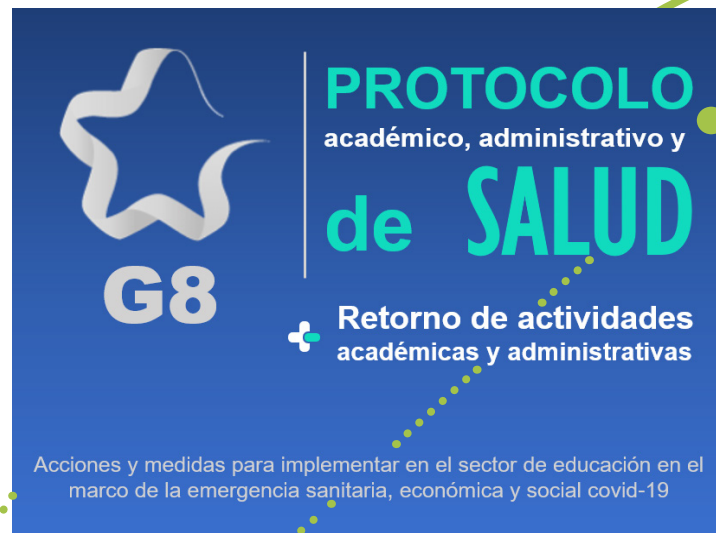 PROTOCOLO
académico, administrativo y
de SALUD
G8
Retorno de actividades
académicas y administrativas
Acciones y medidas para implementar en el sector de educación en el
marco de la emergencia sanitaria, económica y social covid-19